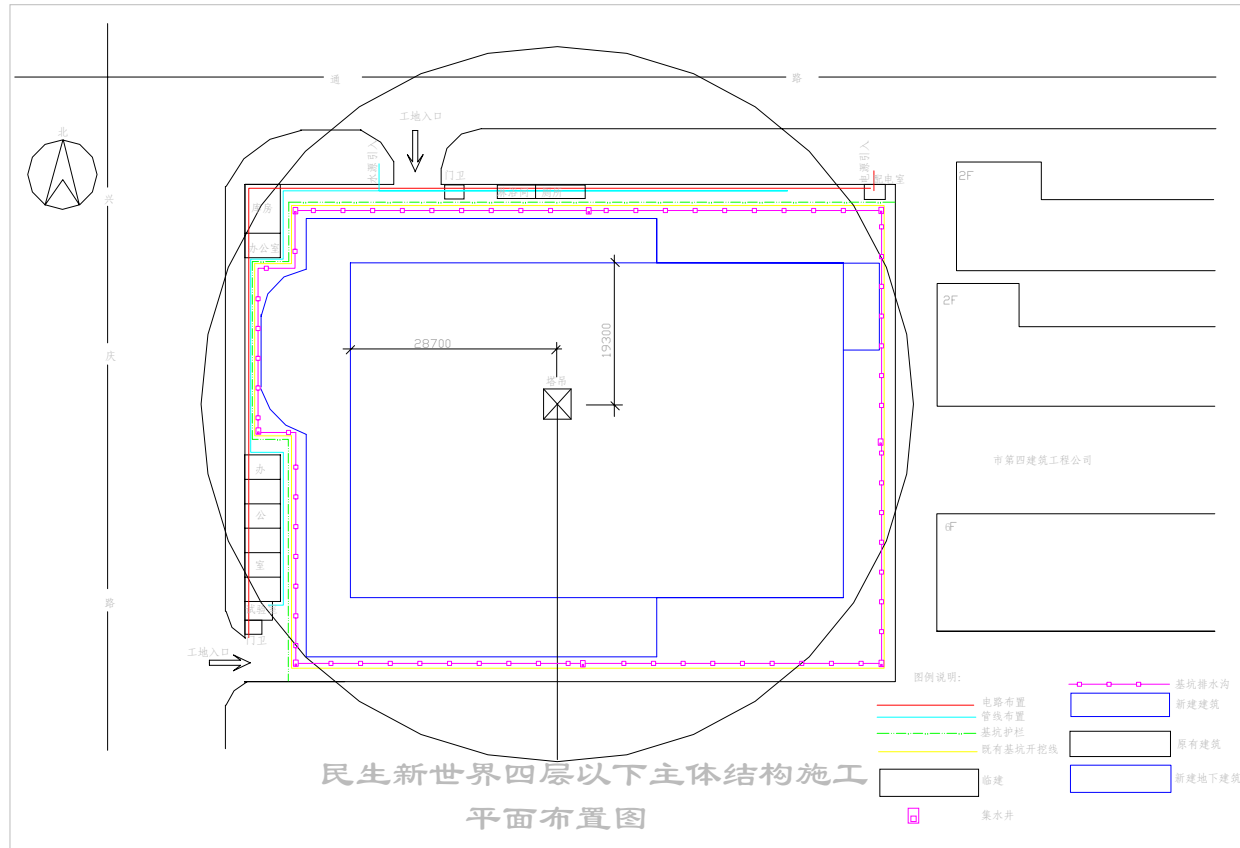 通 路
工地入口
北
水源引入
电源引入
门卫
配电室
2F
厕所
兴
办公室
2F
19300
28700
庆
塔吊
市第四建筑工程公司
办
公
6F
室
路
试验室
门卫
工地入口
图例说明:
基坑排水沟
电路布置
新建建筑
管线布置
基坑护栏
原有建筑
既有基坑开挖线
临建
新建地下建筑
集水井
民生新世界四层以下主体结构施工
平面布置图